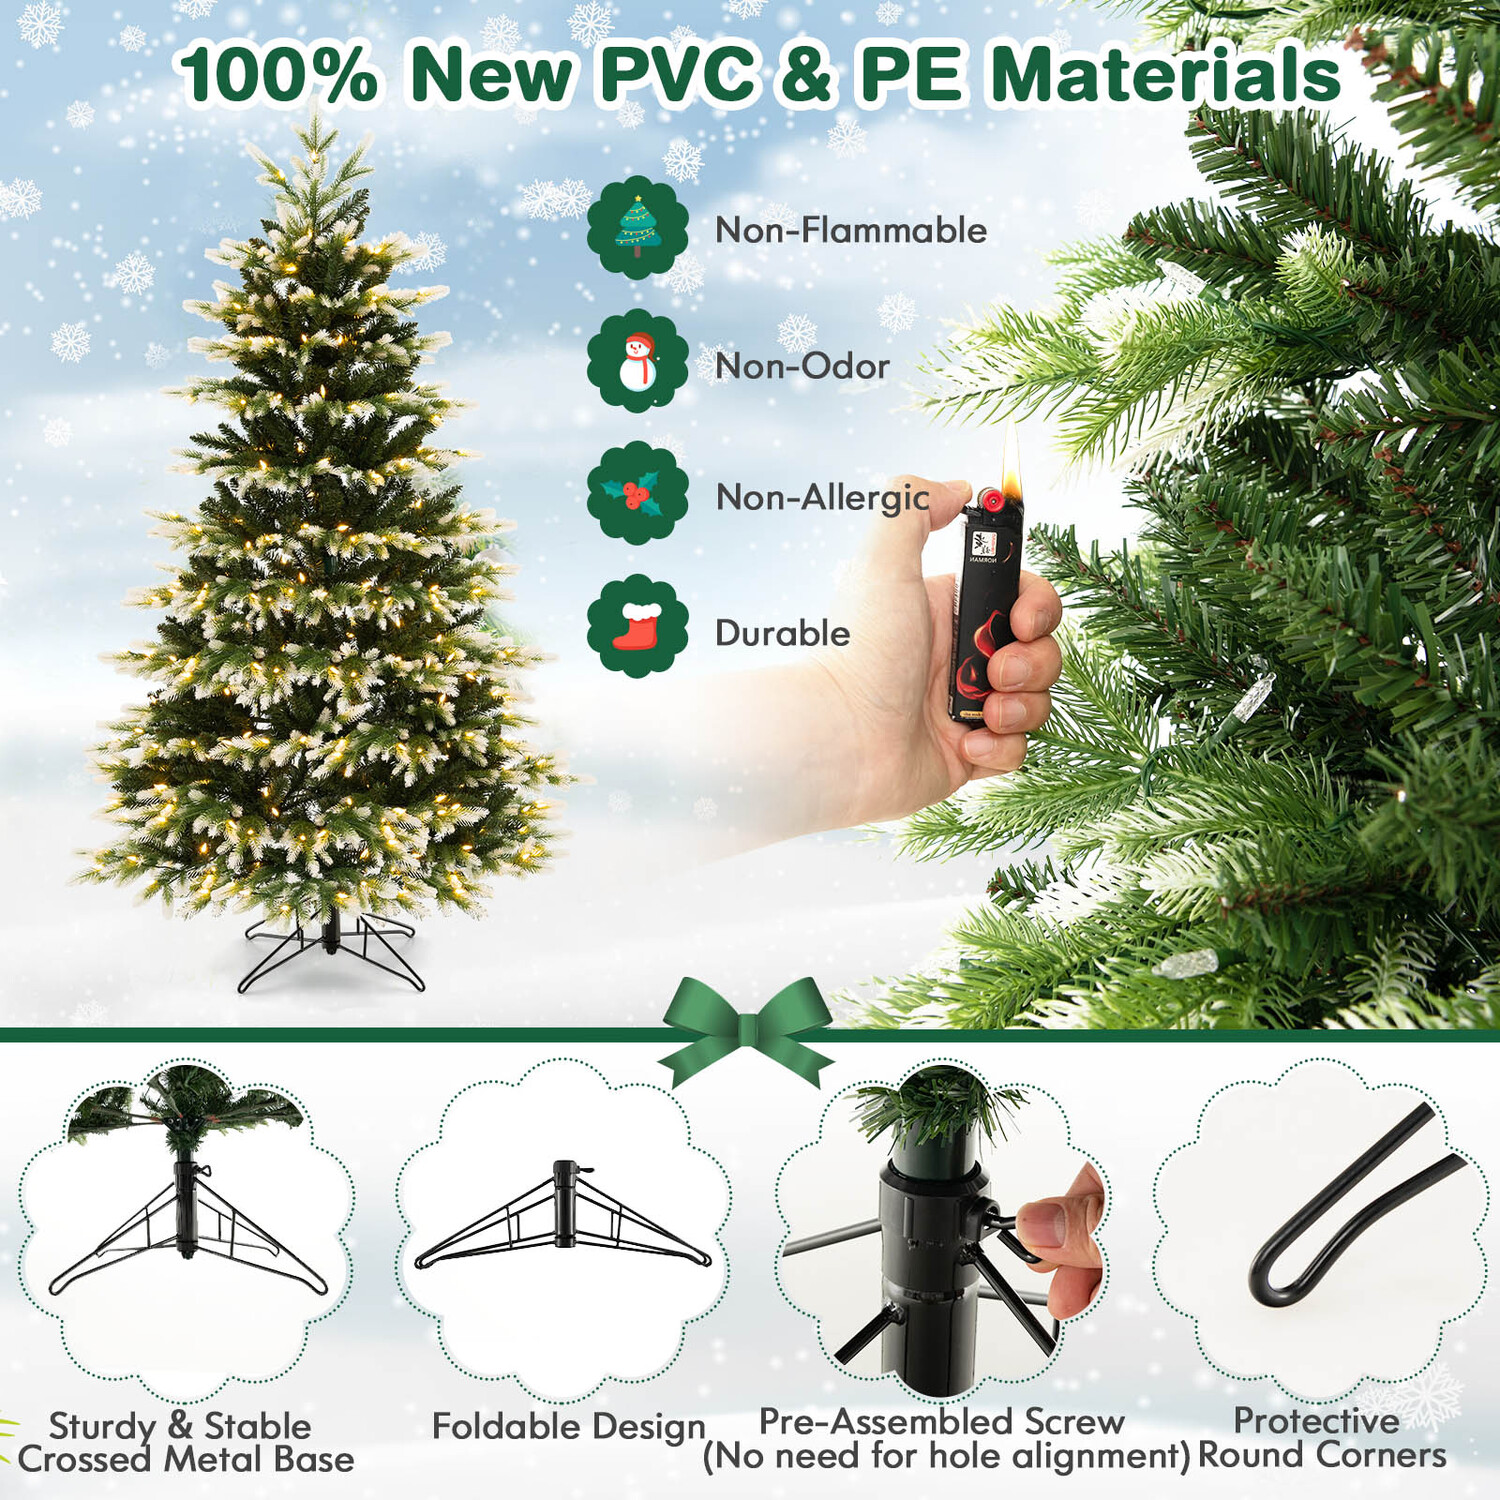 100% New PVC & PE Materials
Non-Flammable
Non-Odor
Non-Allergic
Durable
NAMЯON
Sturdy & Stable
Crossed Metal Base
Foldable Design
Pre-Assembled Screw
(No need for hole alignment)
Protective
Round Corners